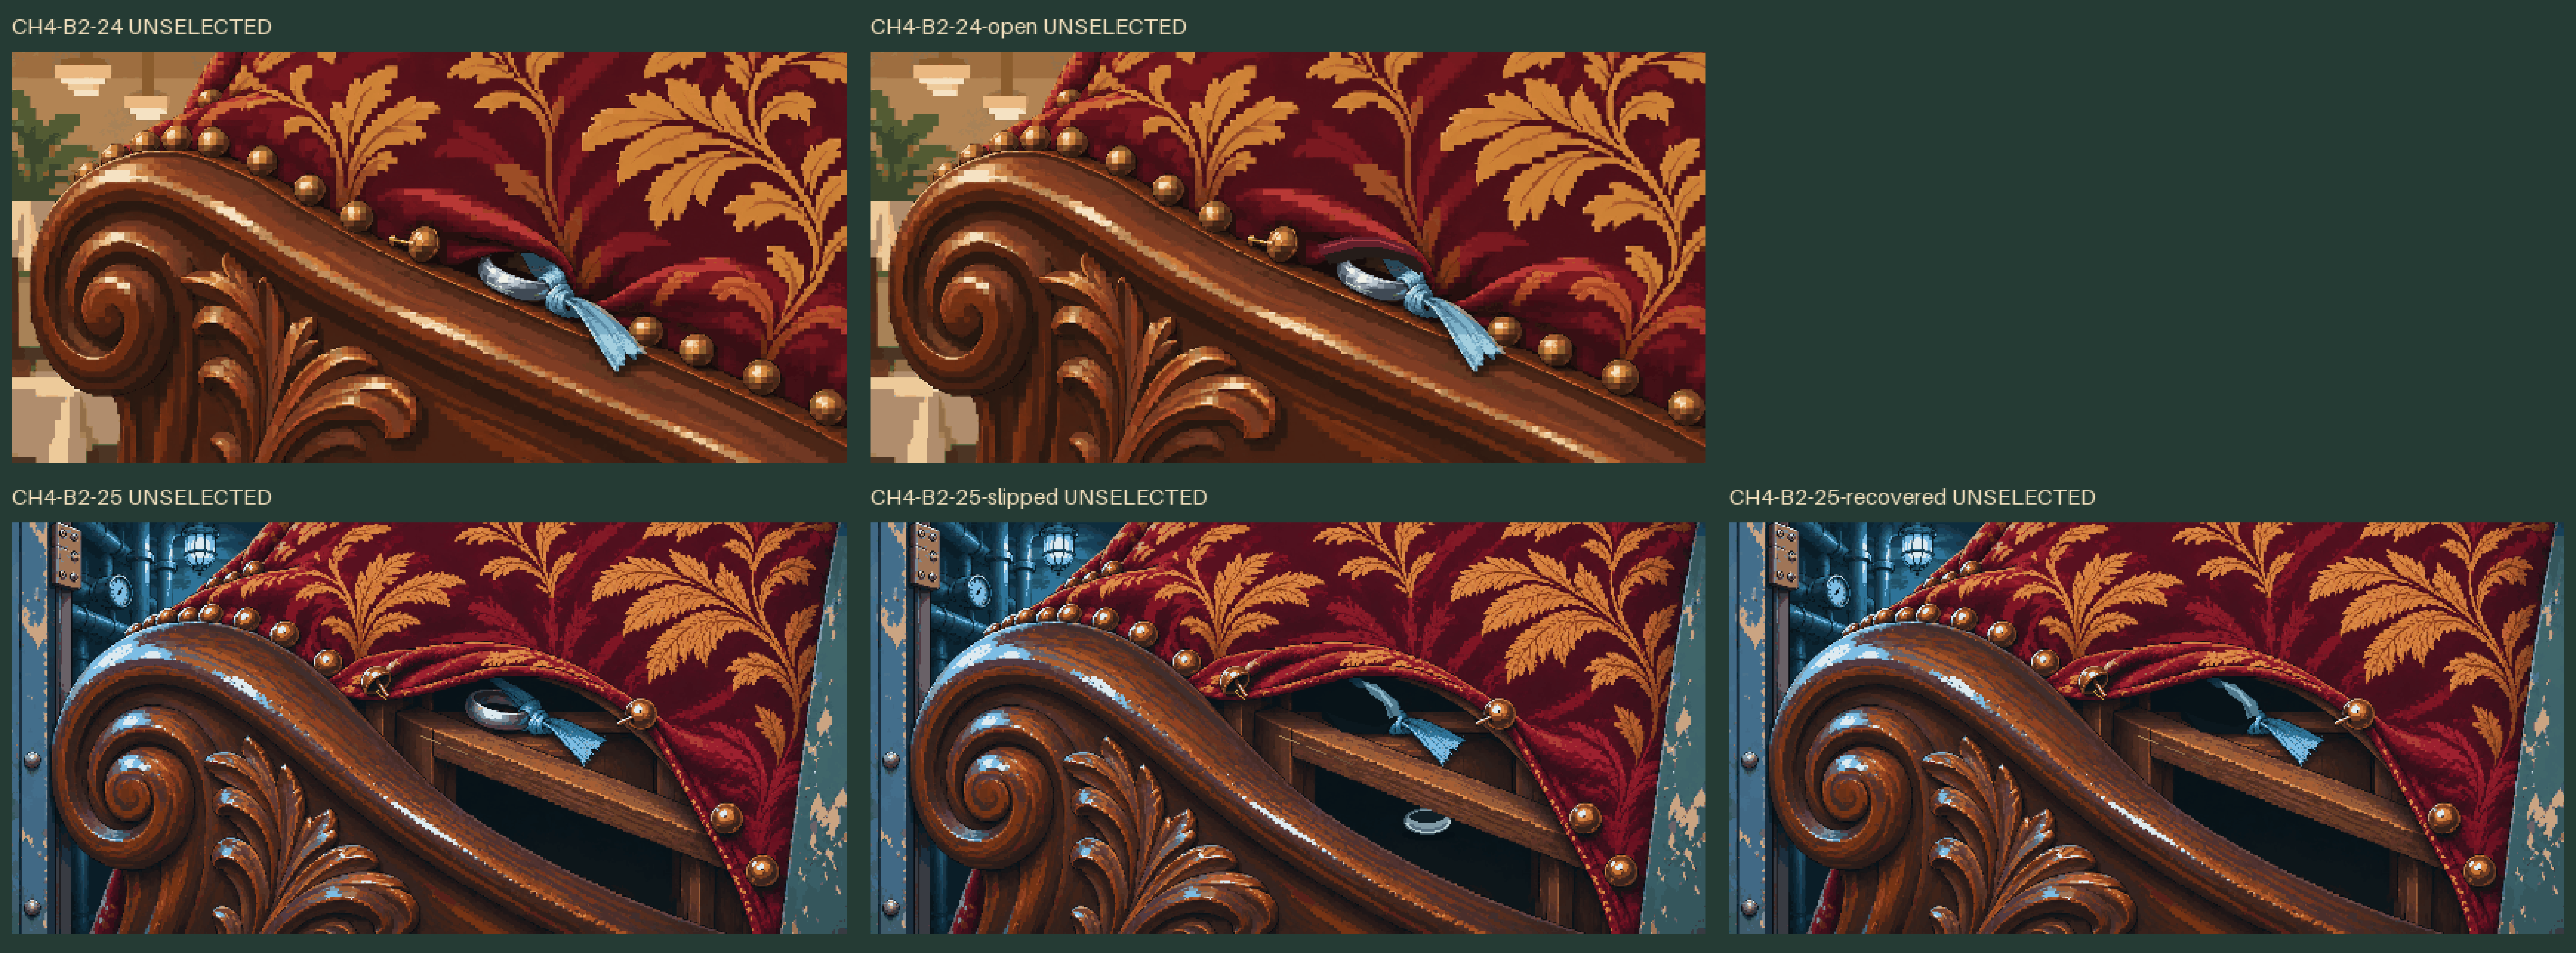 CH4-B2-24 UNSELECTED
CH4-B2-24-open UNSELECTED
CH4-B2-25 UNSELECTED
CH4-B2-25-slipped UNSELECTED
CH4-B2-25-recovered UNSELECTED